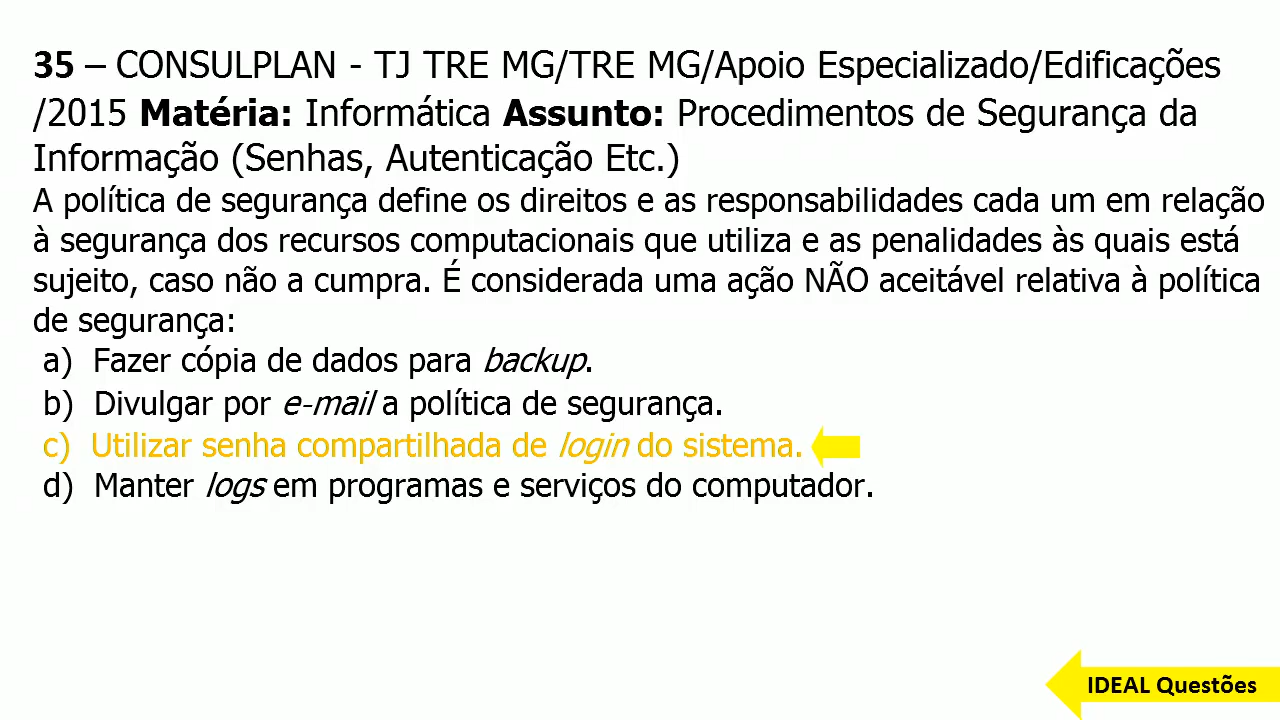 35 – CONSULPLAN - TJ TRE MG/TRE MG/Apoio Especializado/Edificações
/2015 Matéria: Informática Assunto: Procedimentos de Segurança da
Informação (Senhas, Autenticação Etc.)
A política de segurança define os direitos e as responsabilidades cada um em relação
à segurança dos recursos computacionais que utiliza e as penalidades às quais está
sujeito, caso não a cumpra. É considerada uma ação NÃO aceitável relativa à política
de segurança:
a) Fazer cópia de dados para backup.
b) Divulgar por e-mail a política de segurança.
c) Utilizar senha compartilhada de login do sistema.
d) Manter logs em programas e serviços do computador.
IDEAL Questões